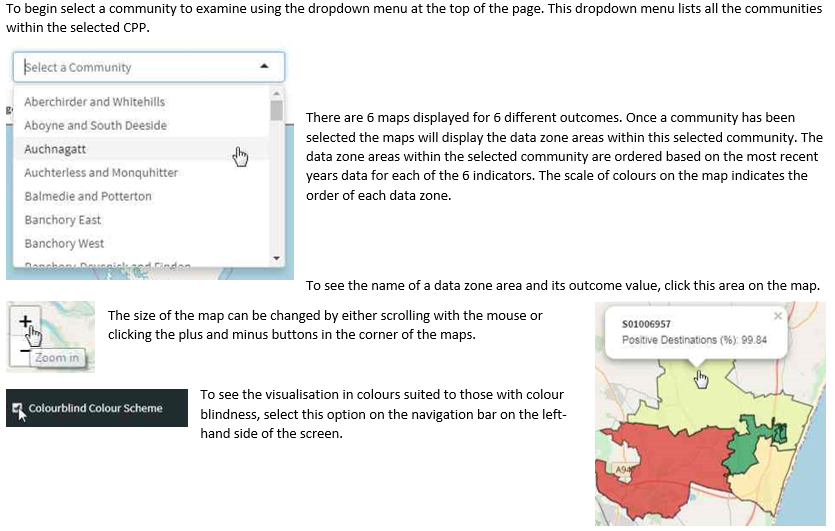 To begin select a community to examine using the dropdown menu at the top of the page. This dropdown menu lists all the communities
within the selected CPP.
Select a Community
Aberchirder and Whitehills
Aboyne and South Deeside
Auchnagatt
Auchterless and Monquhitter
Balmedie and Potterton
Banchory East
Banchory West
There are 6 maps displayed for 6 different outcomes. Once a community has been
selected the maps will display the data zone areas within this selected community. The
data zone areas within the selected community are ordered based on the most recent
years data for each of the 6 indicators. The scale of colours on the map indicates the
order of each data zone.
To see the name of a data zone area and its outcome value, click this area on the map.
+
−
Zoom in
The size of the map can be changed by either scrolling with the mouse or
clicking the plus and minus buttons in the corner of the maps.
S01006957
Positive Destinations (%): 99.84
Colourblind Colour Scheme
To see the visualisation in colours suited to those with colour
blindness, select this option on the navigation bar on the left-
hand side of the screen.